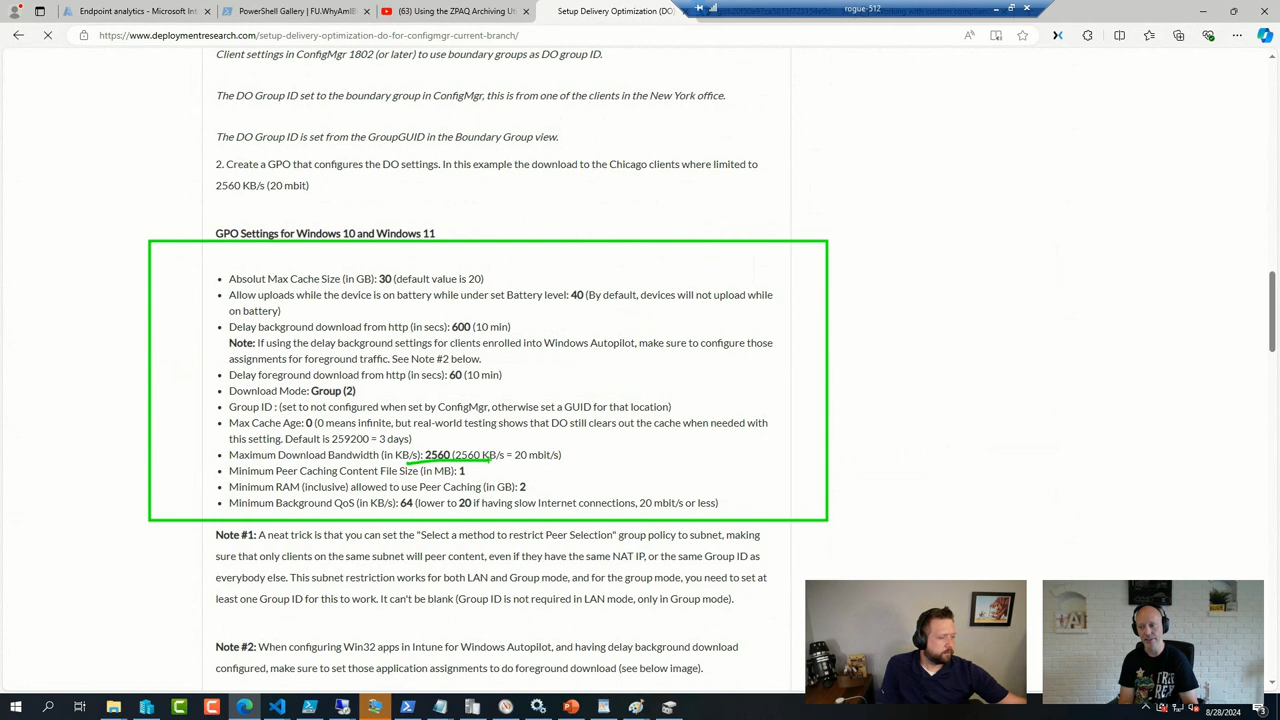 Endpoint analytics - Microsoft
PowerShell Gallery | FU.WhyAmIB
(63) Using the ZPAQ Archiving Uti
Setup Delivery Optimization (DO)
rogue-512
https://www.deploymentresearch.com/setup-delivery-optimization-do-for-configmgr-current-branch/
Client settings in ConfigMgr 1802 (or later) to use boundary groups as DO group ID.
The DO Group ID set to the boundary group in ConfigMgr, this is from one of the clients in the New York office.
The DO Group ID is set from the GroupGUID in the Boundary Group view.
2. Create a GPO that configures the DO settings. In this example the download to the Chicago clients where limited to
2560 KB/s (20 mbit)
GPO Settings for Windows 10 and Windows 11
• Absolut Max Cache Size (in GB): 30 (default value is 20)
• Allow uploads while the device is on battery while under set Battery level: 40 (By default, devices will not upload while
on battery)
• Delay background download from http (in secs): 600 (10 min)
Note: If using the delay background settings for clients enrolled into Windows Autopilot, make sure to configure those
assignments for foreground traffic. See Note #2 below.
• Delay foreground download from http (in secs): 60 (10 min)
• Download Mode: Group (2)
• Group ID : (set to not configured when set by ConfigMgr, otherwise set a GUID for that location)
• Max Cache Age: 0 (0 means infinite, but real-world testing shows that DO still clears out the cache when needed with
this setting. Default is 259200 = 3 days)
• Maximum Download Bandwidth (in KB/s): 2560 (2560 KB/s = 20 mbit/s)
• Minimum Peer Caching Content File Size (in MB): 1
• Minimum RAM (inclusive) allowed to use Peer Caching (in GB): 2
• Minimum Background QoS (in KB/s): 64 (lower to 20 if having slow Internet connections, 20 mbit/s or less)
Note #1: A neat trick is that you can set the "Select a method to restrict Peer Selection" group policy to subnet, making
sure that only clients on the same subnet will peer content, even if they have the same NAT IP, or the same Group ID as
everybody else. This subnet restriction works for both LAN and Group mode, and for the group mode, you need to set at
least one Group ID for this to work. It can't be blank (Group ID is not required in LAN mode, only in Group mode).
Note #2: When configuring Win32 apps in Intune for Windows Autopilot, and having delay background download
configured, make sure to set those application assignments to do foreground download (see below image).
8/28/2024